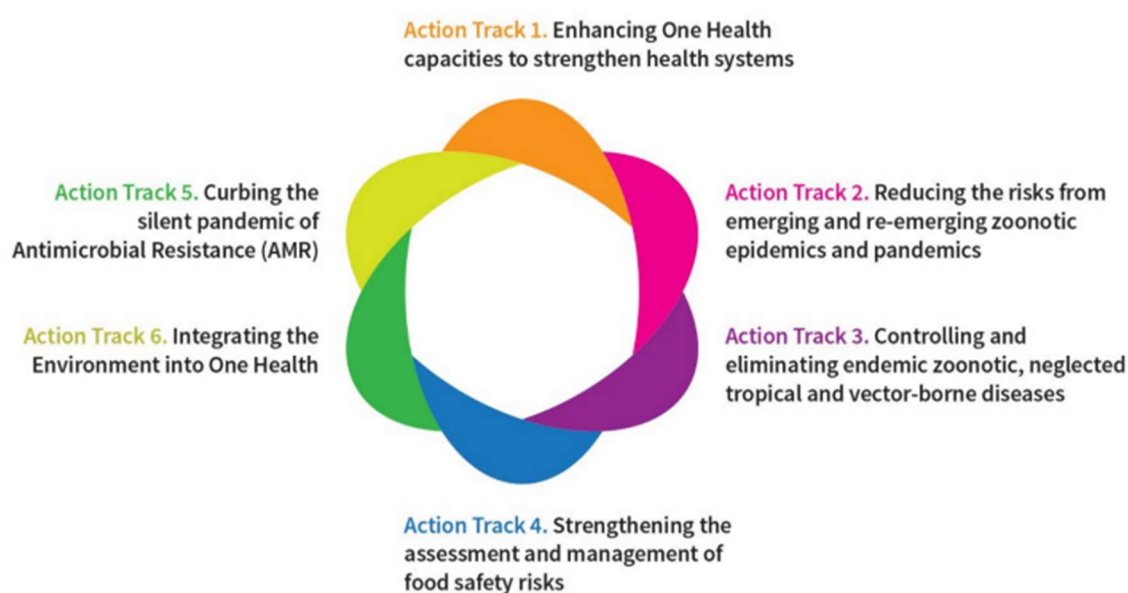 Action Track 1. Enhancing One Health
capacities to strengthen health systems
Action Track 5. Curbing the
silent pandemic of
Antimicrobial Resistance (AMR)
Action Track 2. Reducing the risks from
emerging and re-emerging zoonotic
epidemics and pandemics
Action Track 6. Integrating the
Environment into One Health
Action Track 3. Controlling and
eliminating endemic zoonotic, neglected
tropical and vector-borne diseases
Action Track 4. Strengthening the
assessment and management of
food safety risks